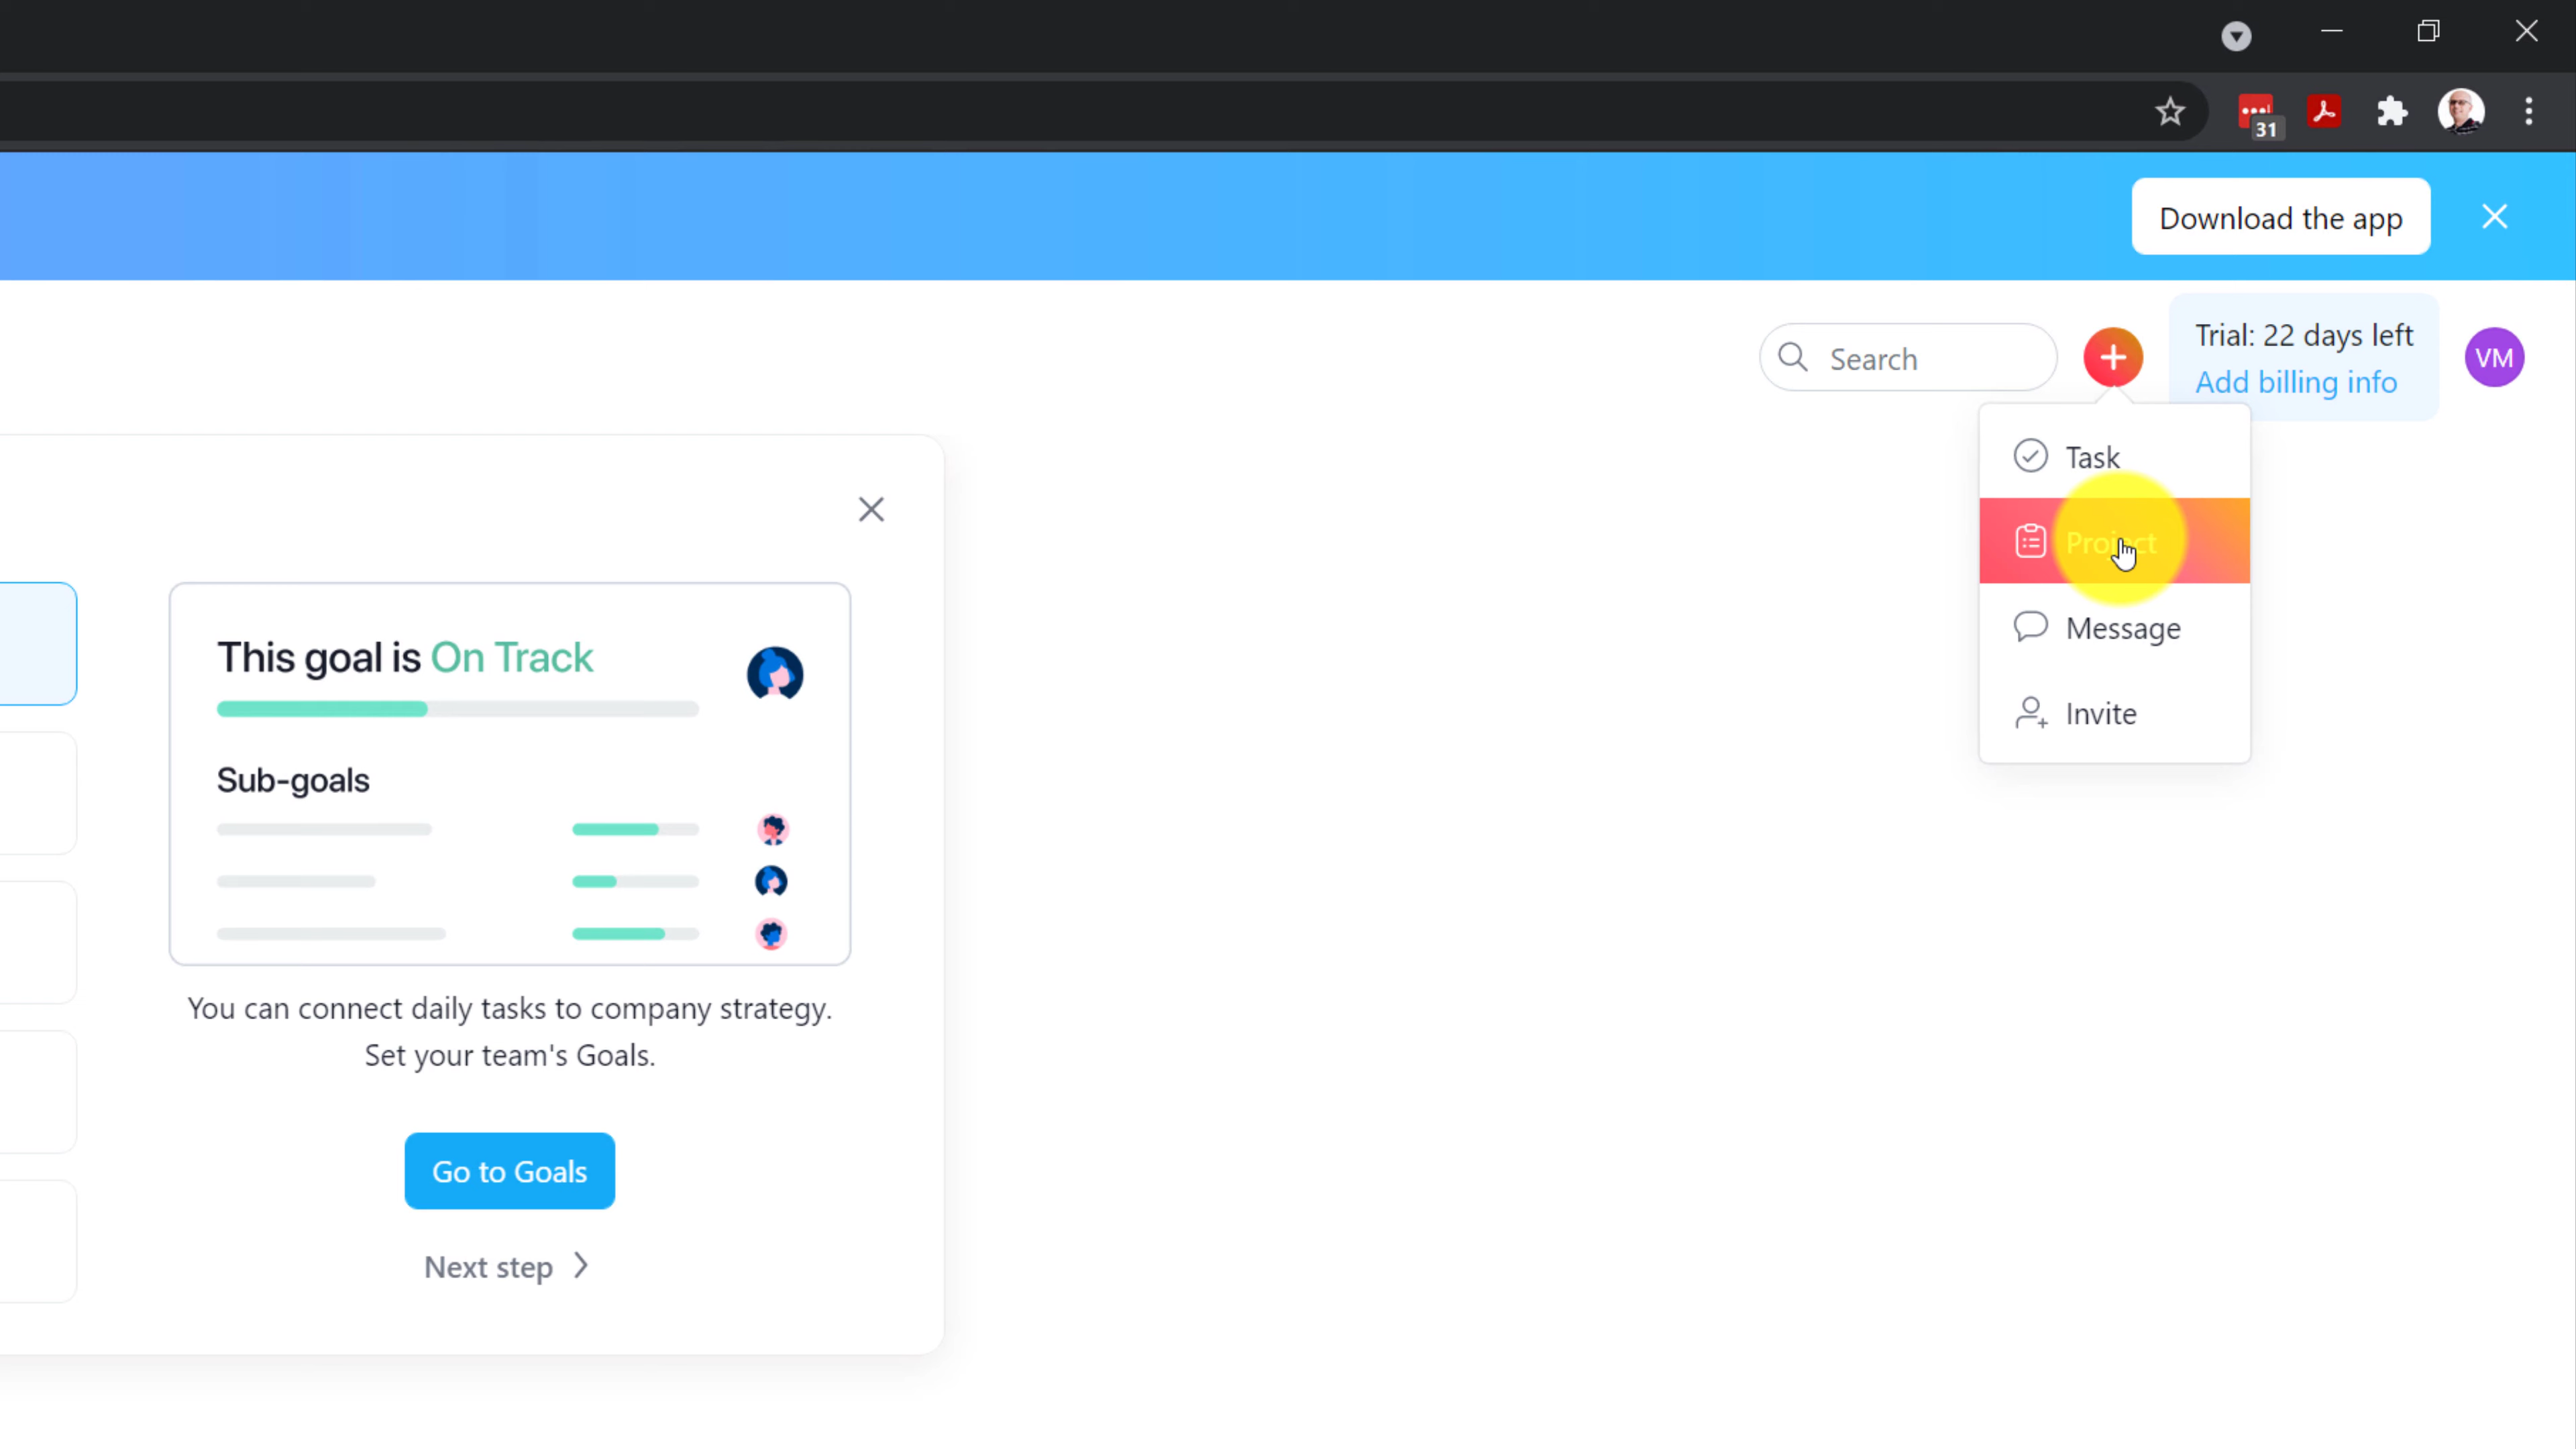 31
Download the app
Search
Trial: 22 days left
Add billing info
VM
Task
Project
Message
Invite
This goal is On Track
Sub-goals
You can connect daily tasks to company strategy.
Set your team's Goals.
Go to Goals
Next step